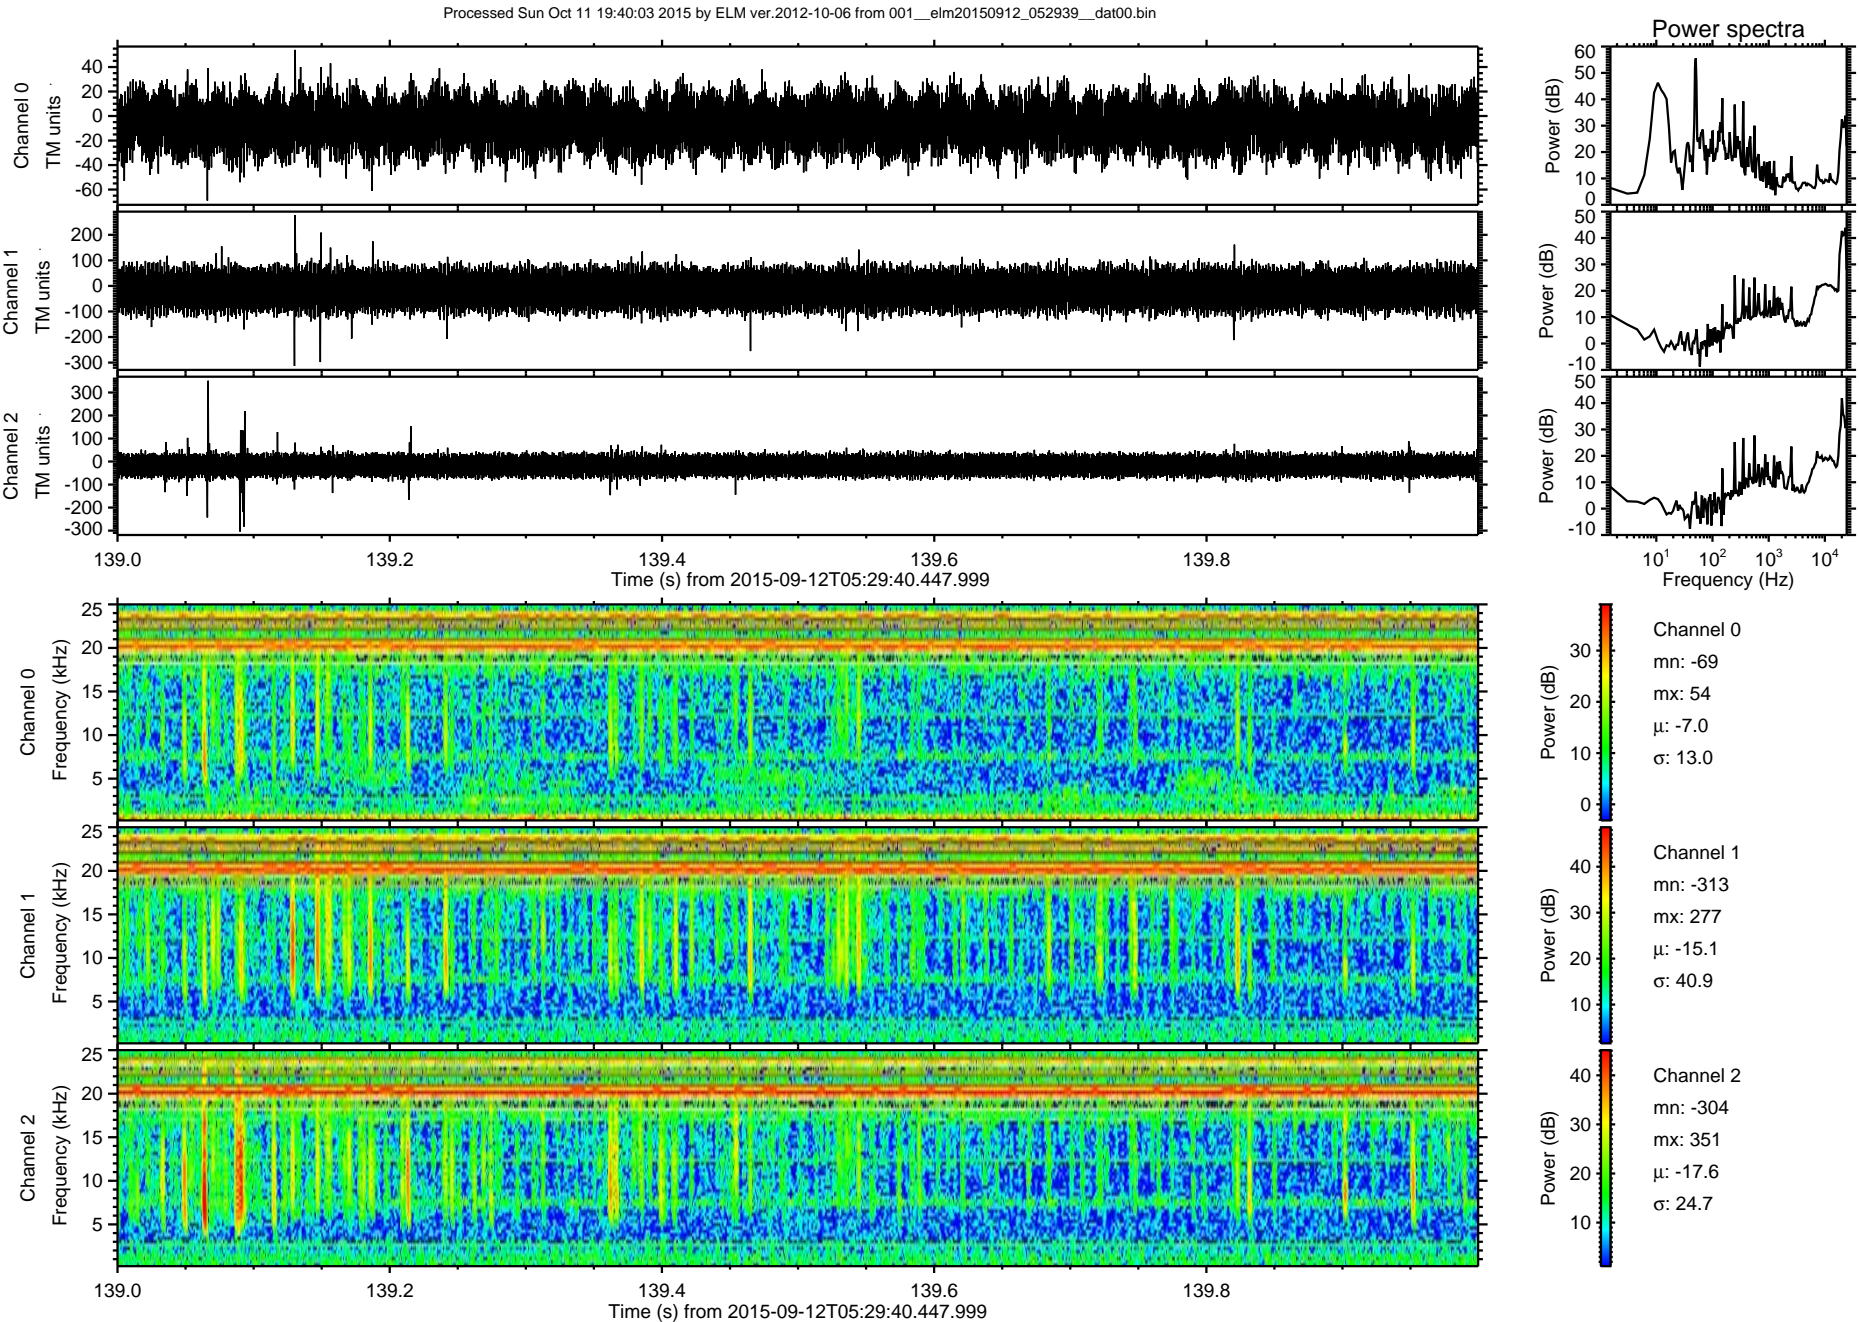 Processed Sun Oct 11 19:40:03 2015 by ELM ver.2012-10-06 from 001__elm20150912_052939__dat00.bin
Power spectra
Channel 0
TM units
40
20
0
-20
-40
-60
Power (dB)
60
50
40
30
20
10
0
Channel 1
TM units
200
100
0
-100
-200
-300
Power (dB)
50
40
30
20
10
0
-10
Channel 2
TM units
300
200
100
0
-100
-200
-300
Power (dB)
50
40
30
20
10
0
-10
139.0 139.2 139.4 139.6 139.8
Time (s) from 2015-09-12T05:29:40.447.999
10^1 10^2 10^3 10^4
Frequency (Hz)
Channel 0
Frequency (kHz)
25
20
15
10
5
Power (dB)
30
20
10
0
Channel 0
mn: -69
mx: 54
μ: -7.0
σ: 13.0
Channel 1
Frequency (kHz)
25
20
15
10
5
Power (dB)
40
30
20
10
Channel 1
mn: -313
mx: 277
μ: -15.1
σ: 40.9
Channel 2
Frequency (kHz)
25
20
15
10
5
Power (dB)
40
30
20
10
Channel 2
mn: -304
mx: 351
μ: -17.6
σ: 24.7
139.0 139.2 139.4 139.6 139.8
Time (s) from 2015-09-12T05:29:40.447.999